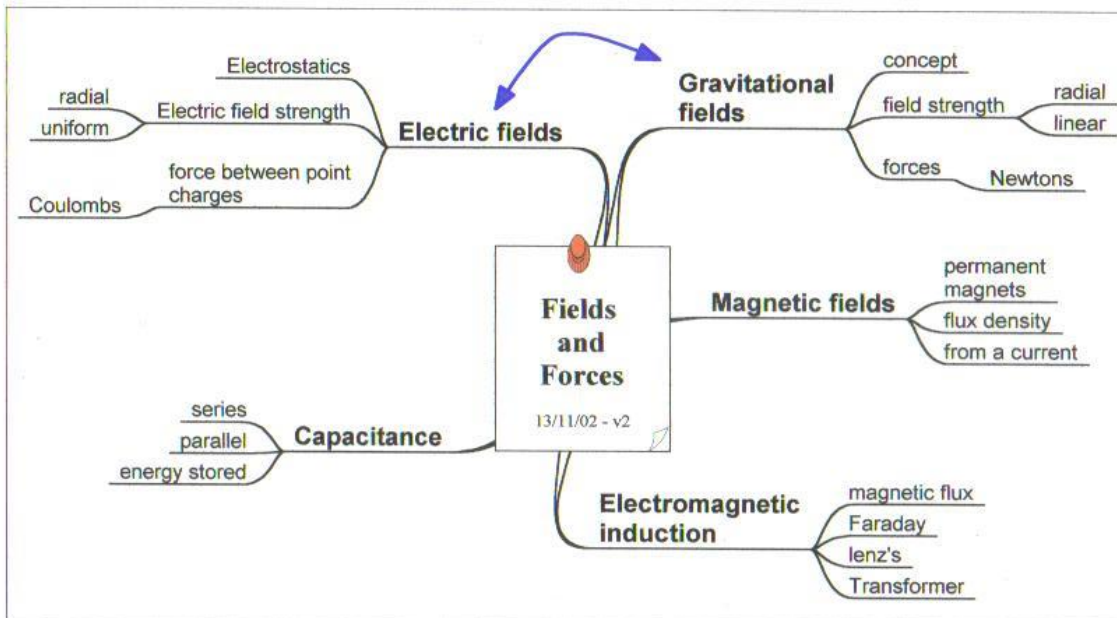 Fields
and
Forces
13/11/02 - v2
Electric fields
Electrostatics
Electric field strength
radial
uniform
force between point
charges
Coulombs
Gravitational
fields
concept
field strength
radial
linear
forces
Newtons
Magnetic fields
permanent
magnets
flux density
from a current
Electromagnetic
induction
magnetic flux
Faraday
lenz's
Transformer
Capacitance
series
parallel
energy stored